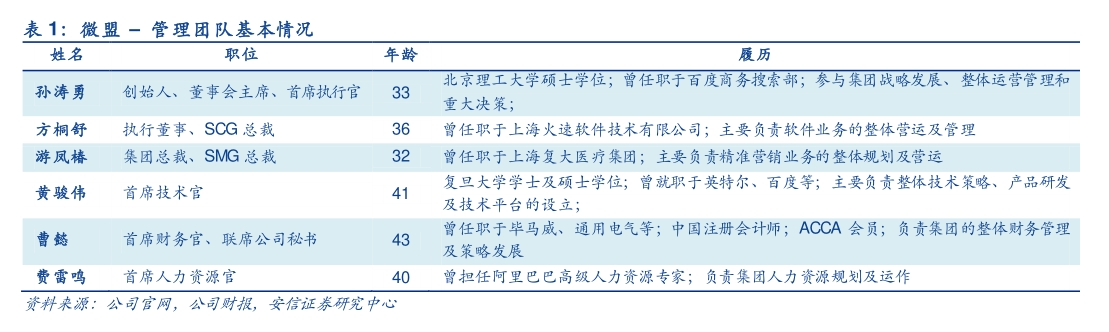 表 1：微盟 – 管理团队基本情况
姓名 职位 年龄 履历
孙涛勇 创始人、董事会主席、首席执行官 33 北京理工大学硕士学位；曾任职于百度商务搜索部；参与集团战略发展、整体运营管理和
重大决策；
方桐舒 执行董事、SCG 总裁 36 曾任职于上海火速软件技术有限公司；主要负责软件业务的整体营运及管理
游凤椿 集团总裁、SMG 总裁 32 曾任职于上海复大医疗集团；主要负责精准营销业务的整体规划及营运
黄骏伟 首席技术官 41 复旦大学学士及硕士学位；曾就职于英特尔、百度等；主要负责整体技术策略、产品研发
及技术平台的设立；
曹懿 首席财务官、联席公司秘书 43 曾任职于毕马威、通用电气等；中国注册会计师；ACCA 会员；负责集团的整体财务管理
及策略发展
费雷鸣 首席人力资源官 40 曾担任阿里巴巴高级人力资源专家；负责集团人力资源规划及运作
资料来源：公司官网，公司财报，安信证券研究中心